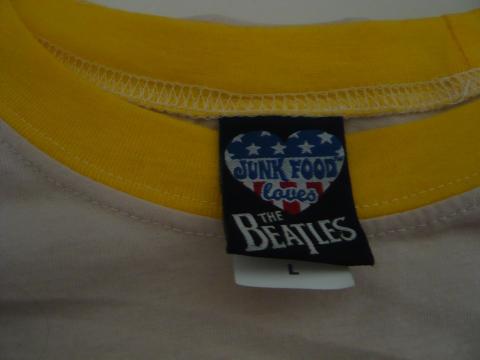 JUNK FOOD
loves
THE
BEATLES
L